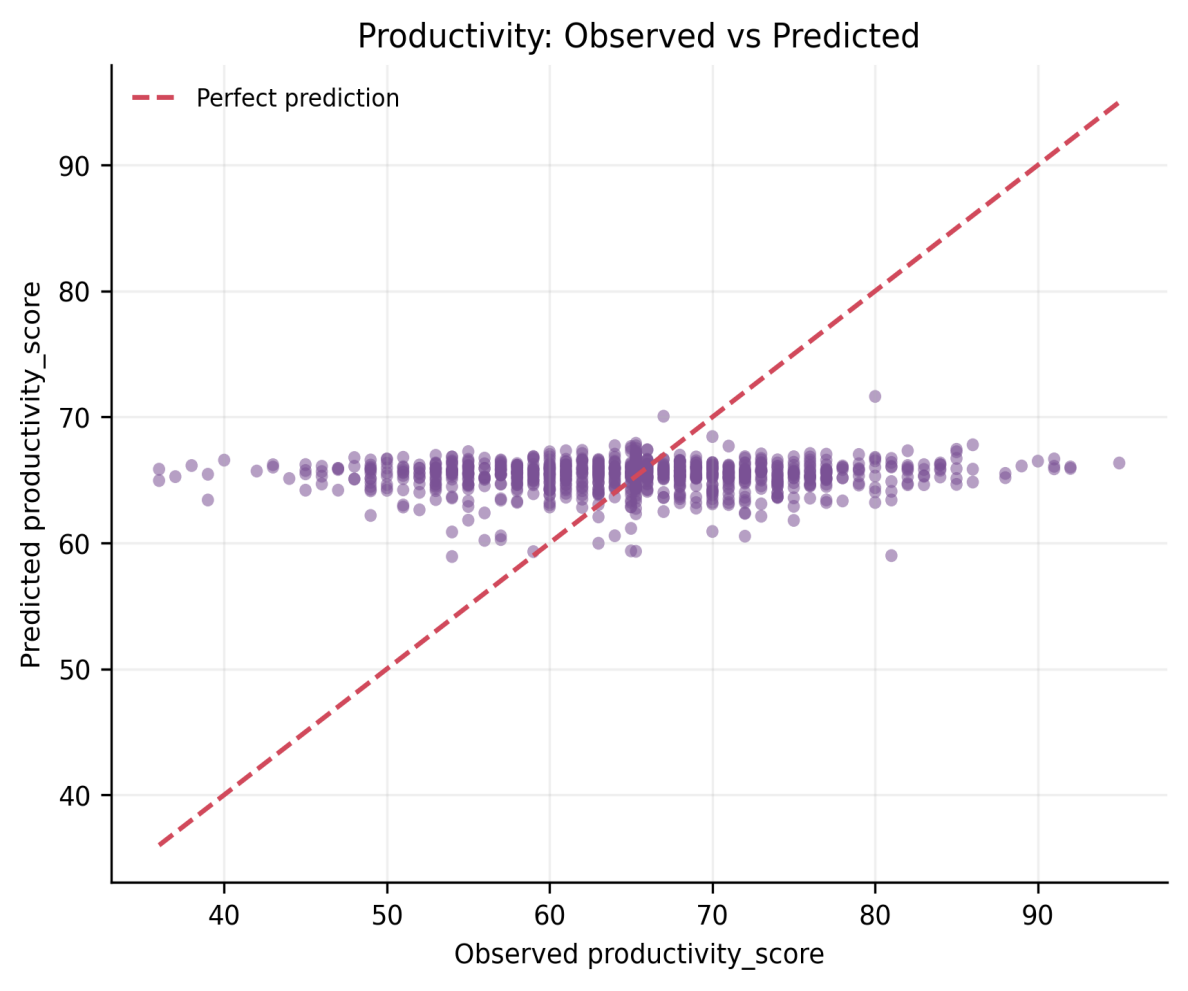 Productivity: Observed vs Predicted
Perfect prediction
90
80
70
60
50
40
Predicted productivity_score
40 50 60 70 80 90
Observed productivity_score